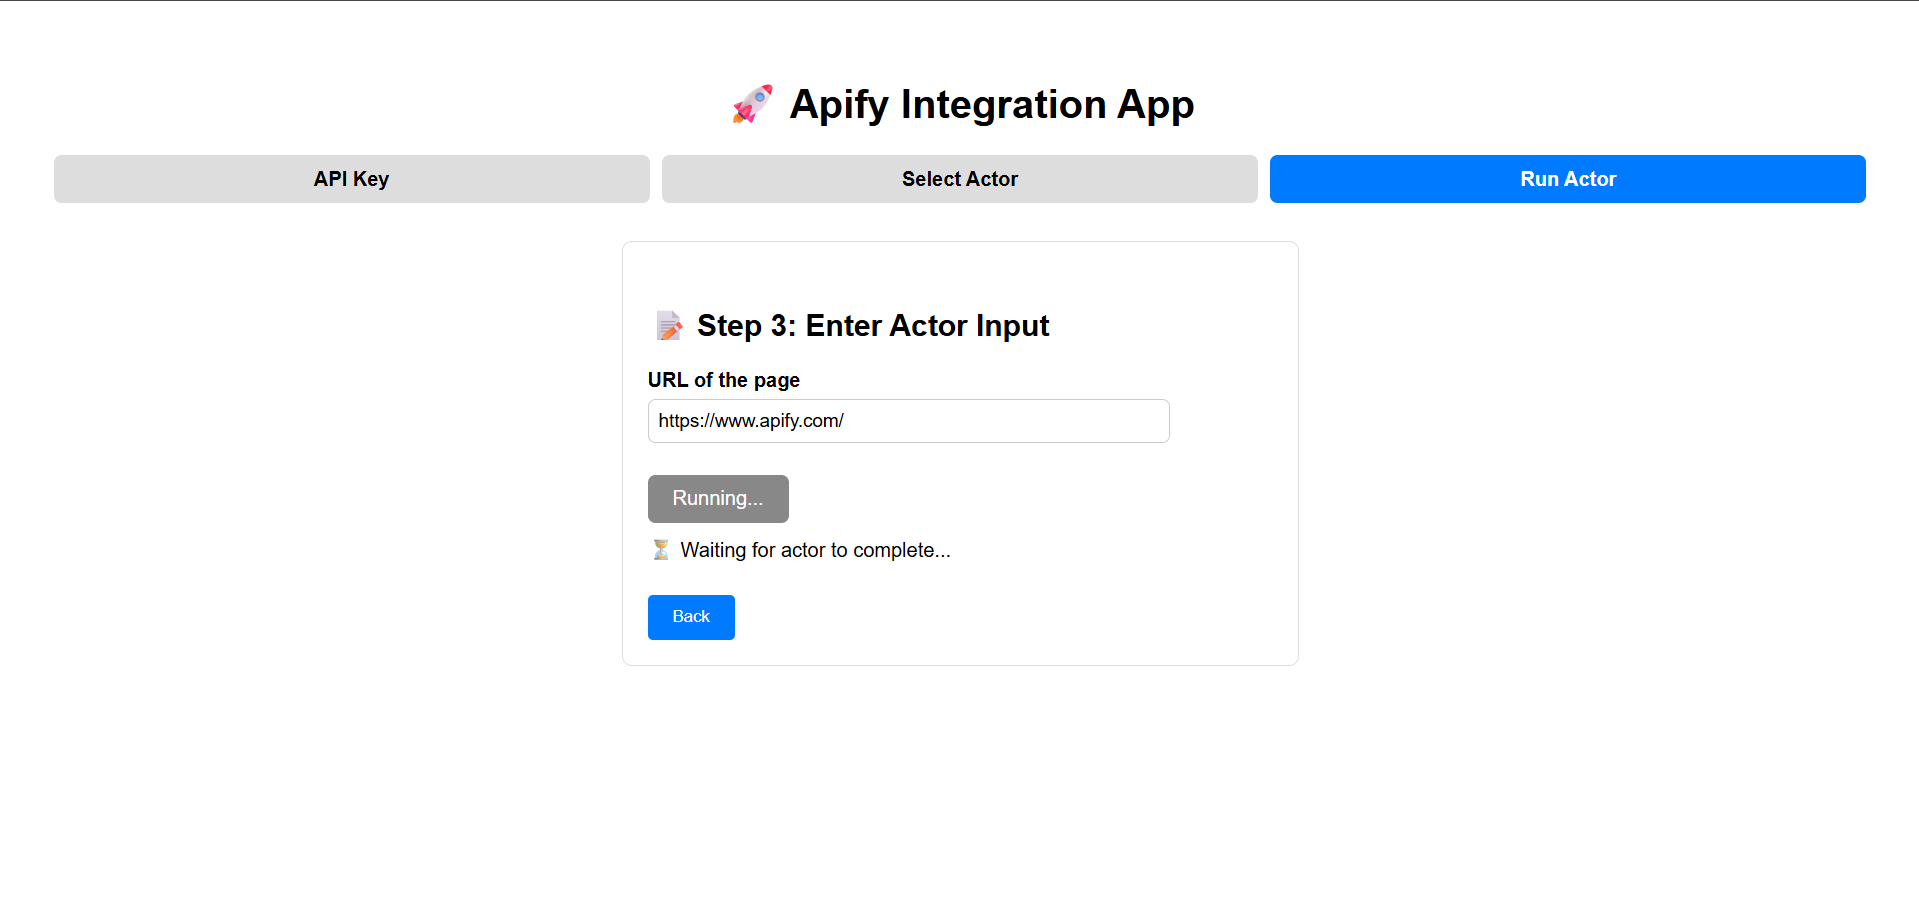 🚀 Apify Integration App
API Key
Select Actor
Run Actor
📝 Step 3: Enter Actor Input
URL of the page
https://www.apify.com/
Running...
⏳ Waiting for actor to complete...
Back